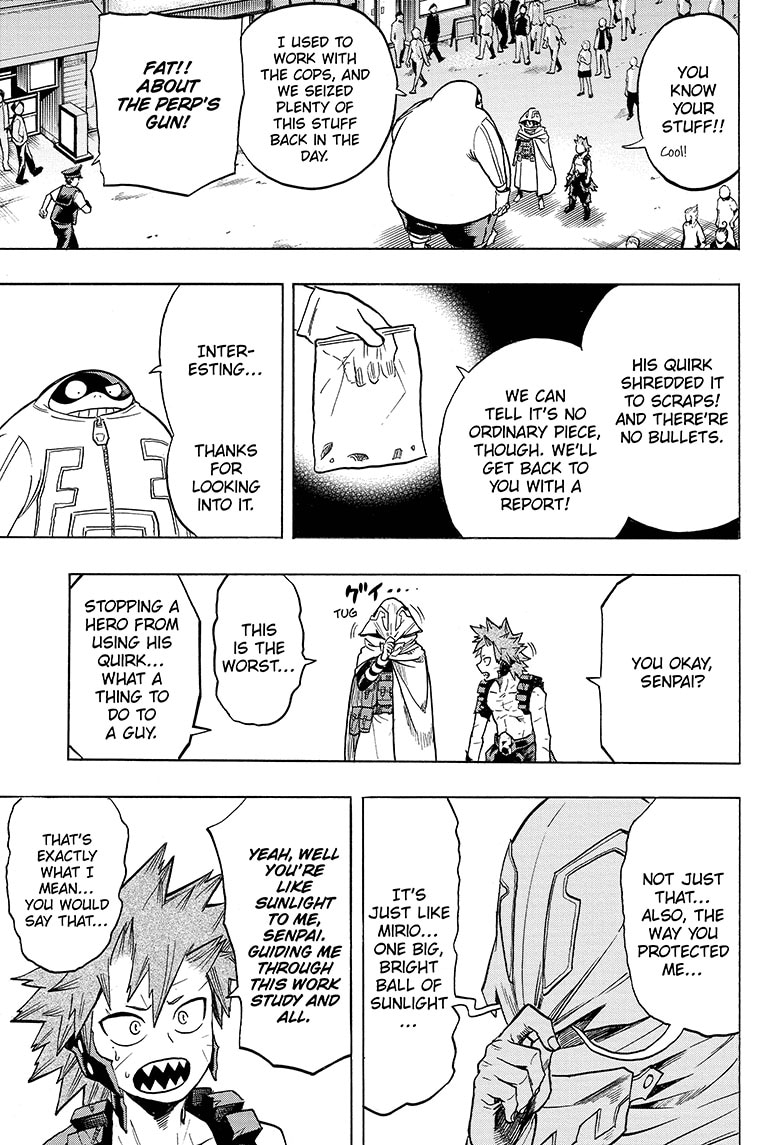 YOU
KNOW
YOUR
STUFF!!
Cool!
I USED TO
WORK WITH
THE COPS, AND
WE SEIZED
PLENTY OF
THIS STUFF
BACK IN THE
DAY.
FAT!!
ABOUT
THE PERP'S
GUN!
HIS QUIRK
SHREDDED IT
TO SCRAPS!
AND THERE'RE
NO BULLETS.
WE CAN
TELL IT'S NO
ORDINARY PIECE,
THOUGH. WE'LL
GET BACK TO
YOU WITH A
REPORT!
INTER-
ESTING...
THANKS
FOR
LOOKING
INTO IT.
YOU OKAY,
SENPAI?
グイ····
TUG
THIS
IS THE
WORST...
STOPPING A
HERO FROM
USING HIS
QUIRK...
WHAT A
THING TO
DO TO
A GUY.
NOT JUST
THAT...
ALSO, THE
WAY YOU
PROTECTED
ME...
IT'S
JUST LIKE
MIRIO...
ONE BIG,
BRIGHT
BALL OF
SUNLIGHT
...
YEAH, WELL
YOU'RE
LIKE
SUNLIGHT
TO ME,
SENPAI.
GUIDING ME
THROUGH
THIS WORK
STUDY AND
ALL.
THAT'S
EXACTLY
WHAT I
MEAN...
YOU WOULD
SAY THAT...